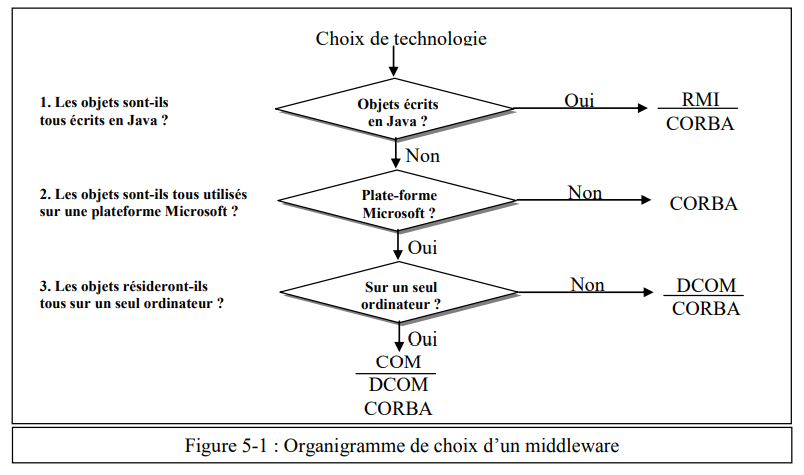 Choix de technologie
1. Les objets sont-ils
tous écrits en Java ?
Objets écrits
en Java ?
Oui
RMI
CORBA
Non
2. Les objets sont-ils tous utilisés
sur une plateforme Microsoft ?
Plate-forme
Microsoft ?
Non
CORBA
Oui
3. Les objets résideront-ils
tous sur un seul ordinateur ?
Sur un seul
ordinateur ?
Non
DCOM
CORBA
Oui
COM
DCOM
CORBA
Figure 5-1 : Organigramme de choix d’un middleware